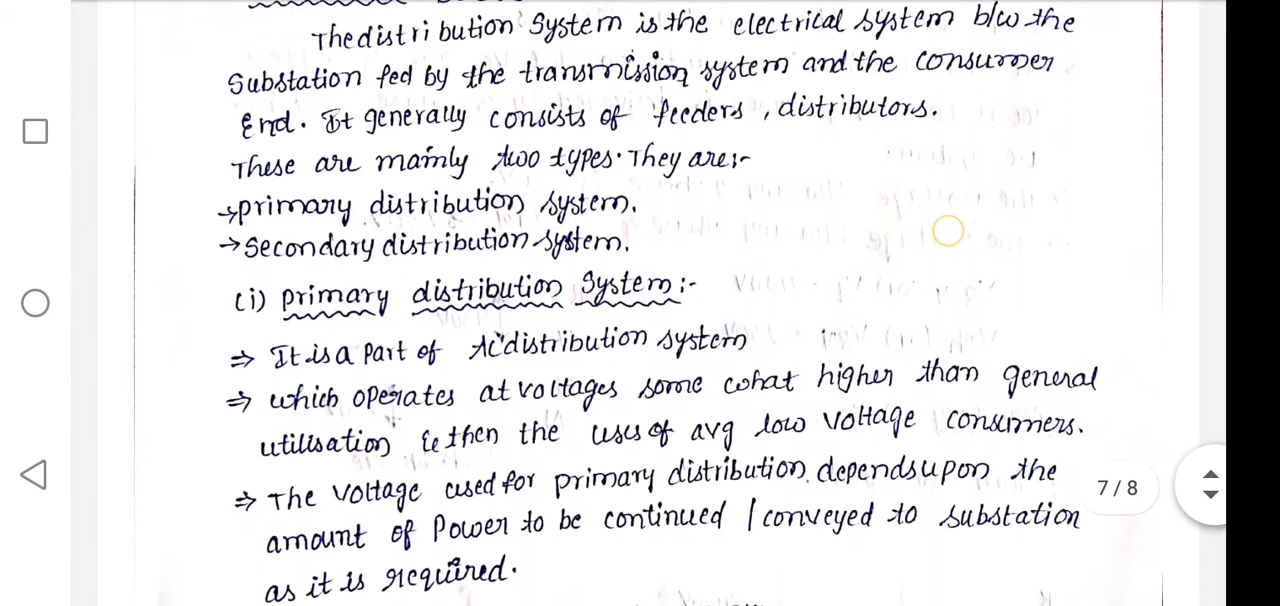 The distribution System is the electrical system b/w the
Substation fed by the transmission system and the consumer
End. It generally consists of feeders, distributors.
These are mainly two types. They are:-
→primary distribution system.
→Secondary distribution system.
(i) primary distribution System:-
⇒ It is a part of AC distribution system
⇒ which operates at voltages some what higher than general
utilisation then the uses of avg low voltage consumers.
⇒ The voltage used for primary distribution depends upon the
7/8
amount of power to be continued / conveyed to substation
as it is required.